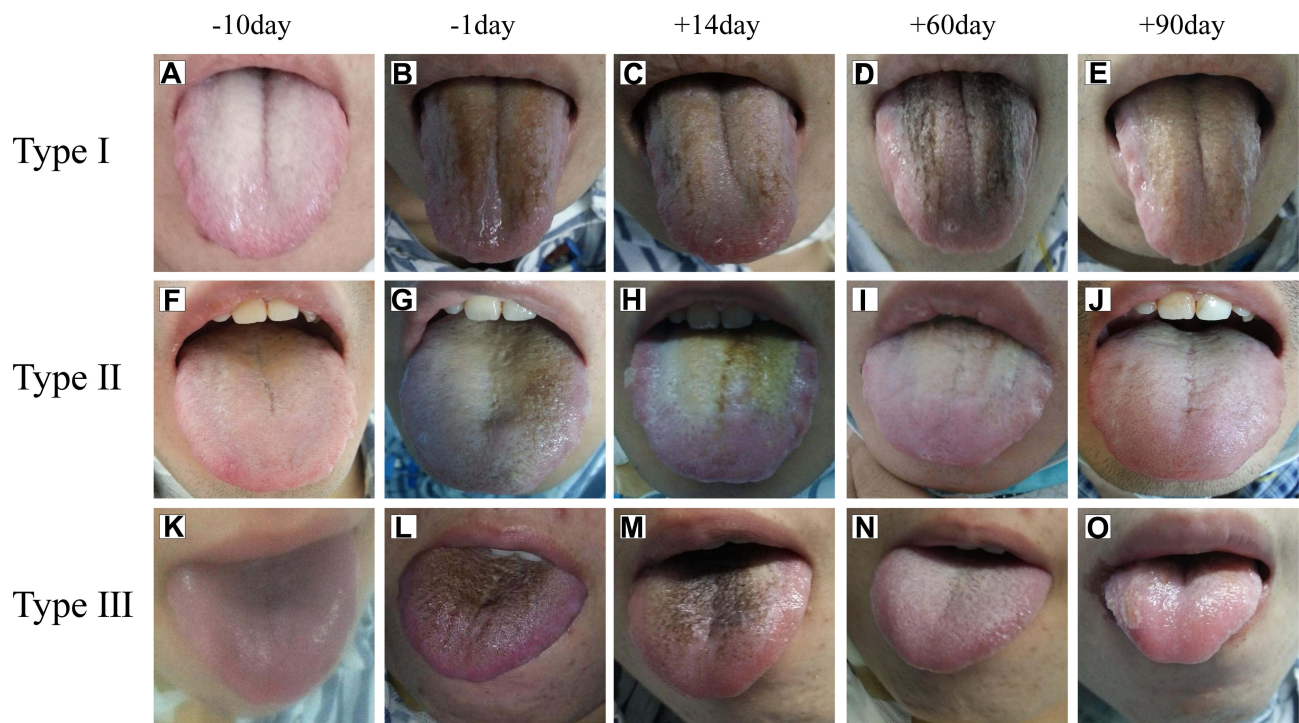 -10day -1day +14day +60day +90day
Type I A B C D E
Type II F G H I J
Type III K L M N O